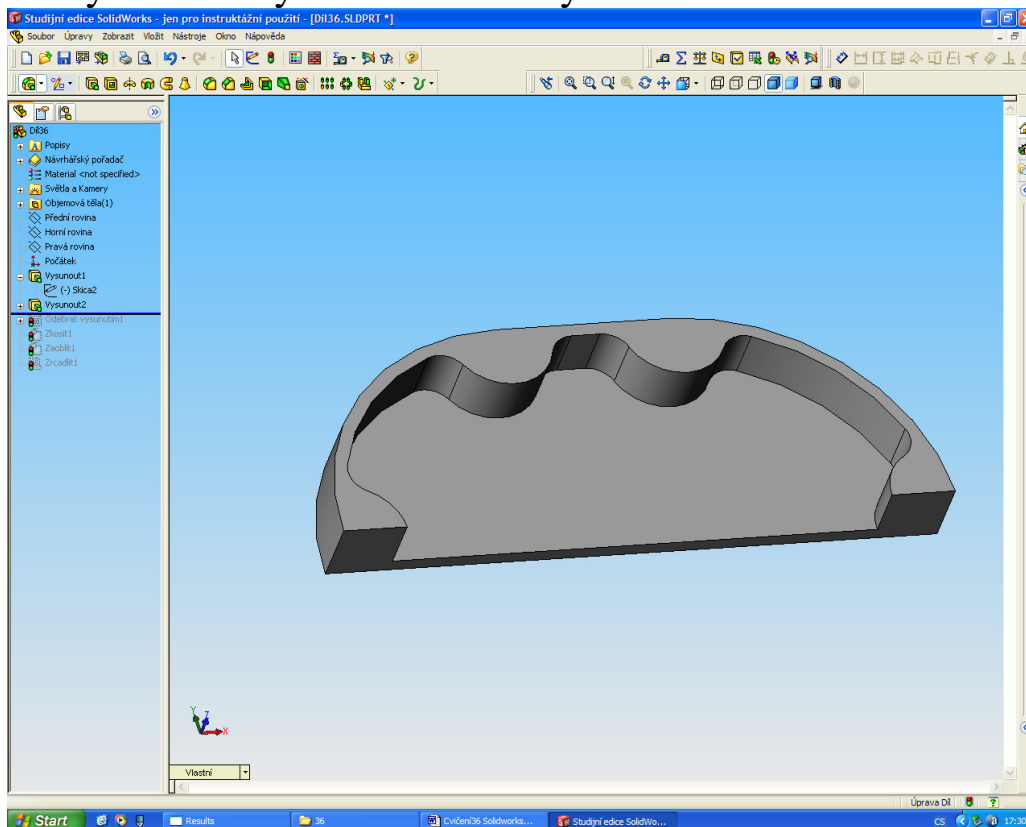 Studijní edice SolidWorks - jen pro instruktážní použití - [Díl36.SLDPRT *]
Soubor Úpravy Zobrazit Vložit Nástroje Okno Nápověda
Díl36
Popisy
Návrhářský pořadač
Material <not specified>
Světla a Kamery
Objemová těla(1)
Přední rovina
Horní rovina
Pravá rovina
Počátek
Vysunout1
(-) Skica2
Vysunout2
Odebrat vysunutím1
Zkosit1
Zaoblit1
Zrcadlit1
Y
Z
X
Vlastní
Úprava Díl
Start
Results
36
Cvičení36 Solidworks...
Studijní edice SolidWo...
CS
17:30